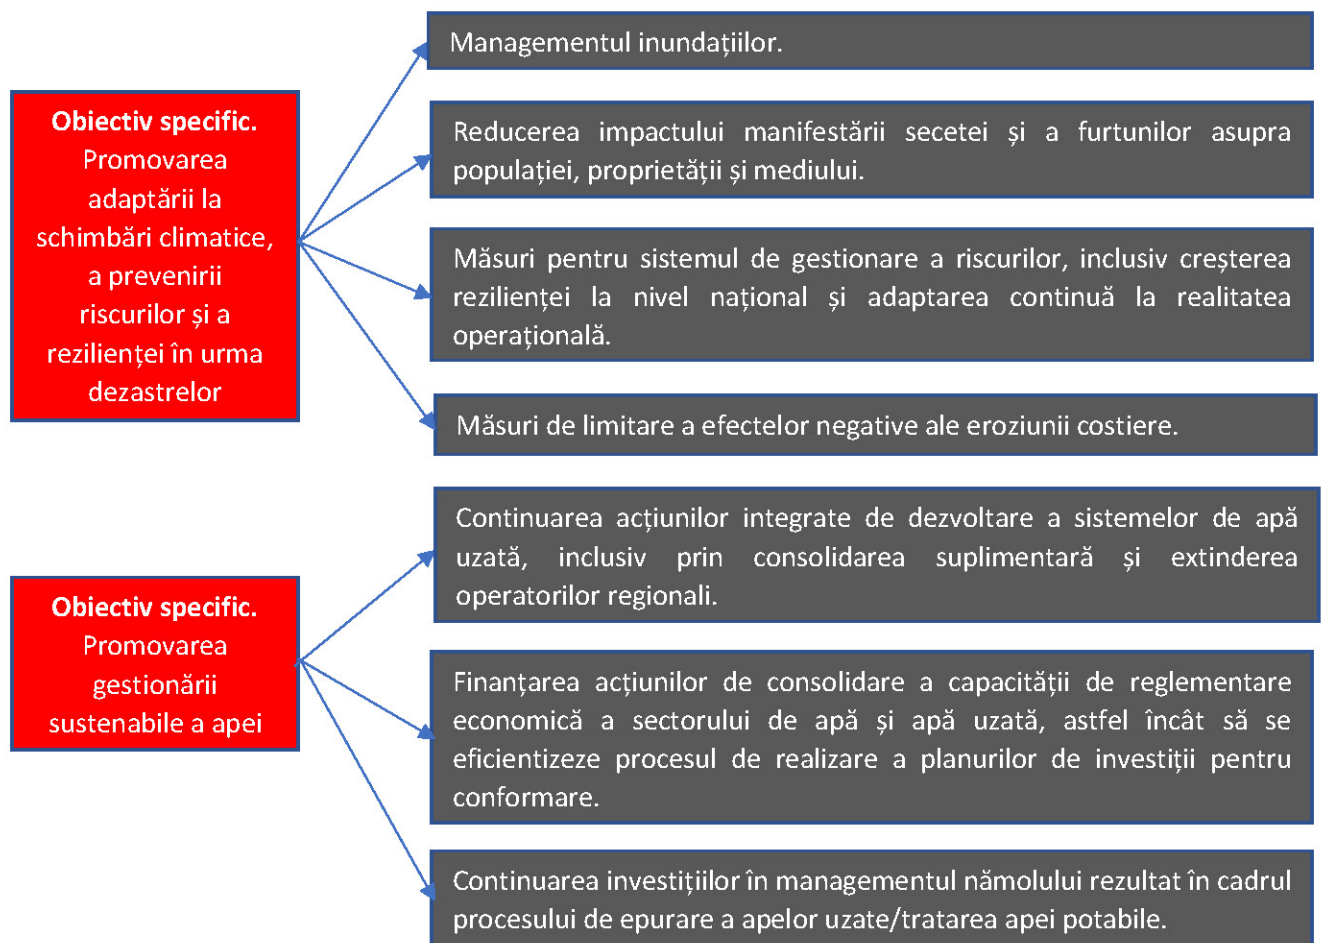 Obiectiv specific.
Promovarea
adaptării la
schimbări climatice,
a prevenirii
riscurilor și a
rezilienței în urma
dezastrelor
Managementul inundațiilor.
Reducerea impactului manifestării secetei și a furtunilor asupra
populației, proprietății și mediului.
Măsuri pentru sistemul de gestionare a riscurilor, inclusiv creșterea
rezilienței la nivel național și adaptarea continuă la realitatea
operațională.
Măsuri de limitare a efectelor negative ale eroziunii costiere.
Obiectiv specific.
Promovarea
gestionării
sustenabile a apei
Continuarea acțiunilor integrate de dezvoltare a sistemelor de apă
uzată, inclusiv prin consolidarea suplimentară și extinderea
operatorilor regionali.
Finanțarea acțiunilor de consolidare a capacității de reglementare
economică a sectorului de apă și apă uzată, astfel încât să se
eficientizeze procesul de realizare a planurilor de investiții pentru
conformare.
Continuarea investițiilor în managementul nămolului rezultat în cadrul
procesului de epurare a apelor uzate/tratarea apei potabile.